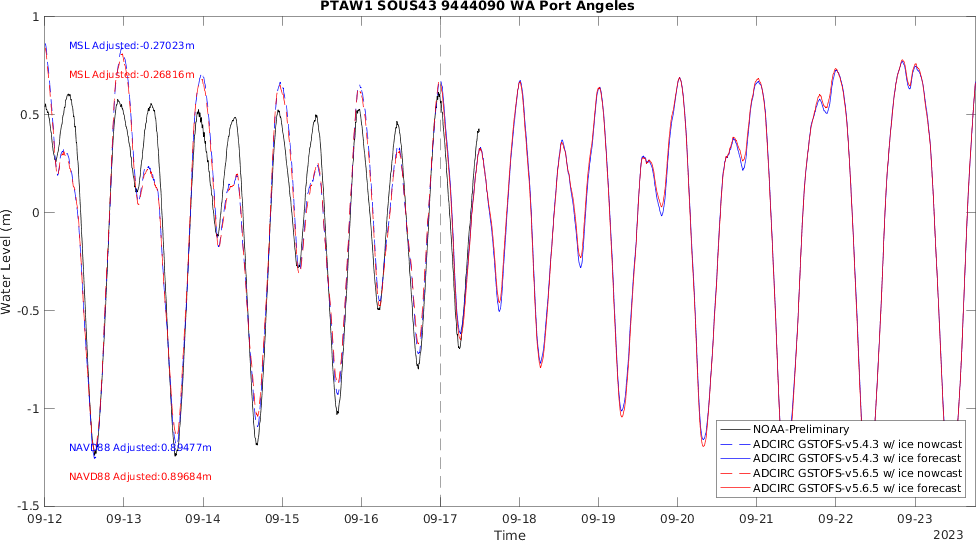 PTAW1 SOUS43 9444090 WA Port Angeles
1
MSL Adjusted:-0.27023m
MSL Adjusted:-0.26816m
0.5
0
Water Level (m)
-0.5
-1
NAVD88 Adjusted:0.89477m
NAVD88 Adjusted:0.89684m
NOAA-Preliminary
ADCIRC GSTOFS-v5.4.3 w/ ice nowcast
ADCIRC GSTOFS-v5.4.3 w/ ice forecast
ADCIRC GSTOFS-v5.6.5 w/ ice nowcast
ADCIRC GSTOFS-v5.6.5 w/ ice forecast
-1.5
09-12 09-13 09-14 09-15 09-16 09-17 09-18 09-19 09-20 09-21 09-22 09-23
Time
2023